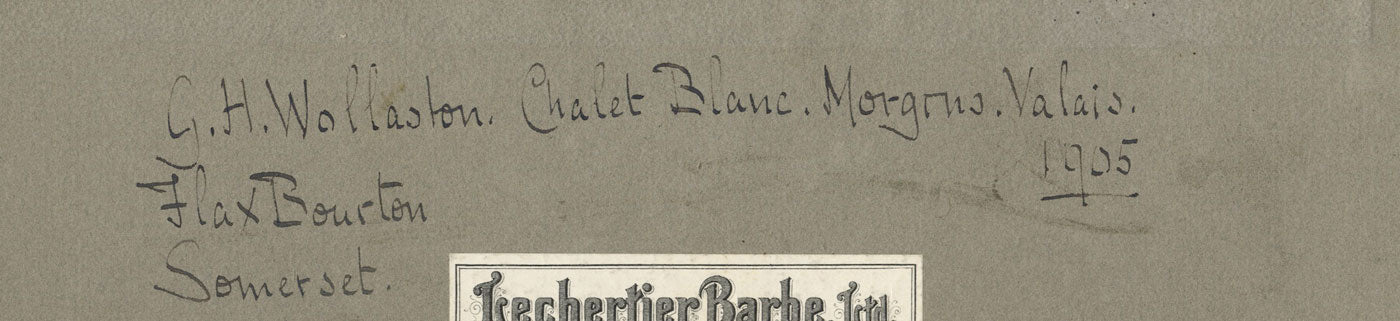 G. H. Wollaston. Chalet Blanc. Morgins. Valais.
1905
Flax Bourton
Somerset.
Lechertier Barbe, Ltd.